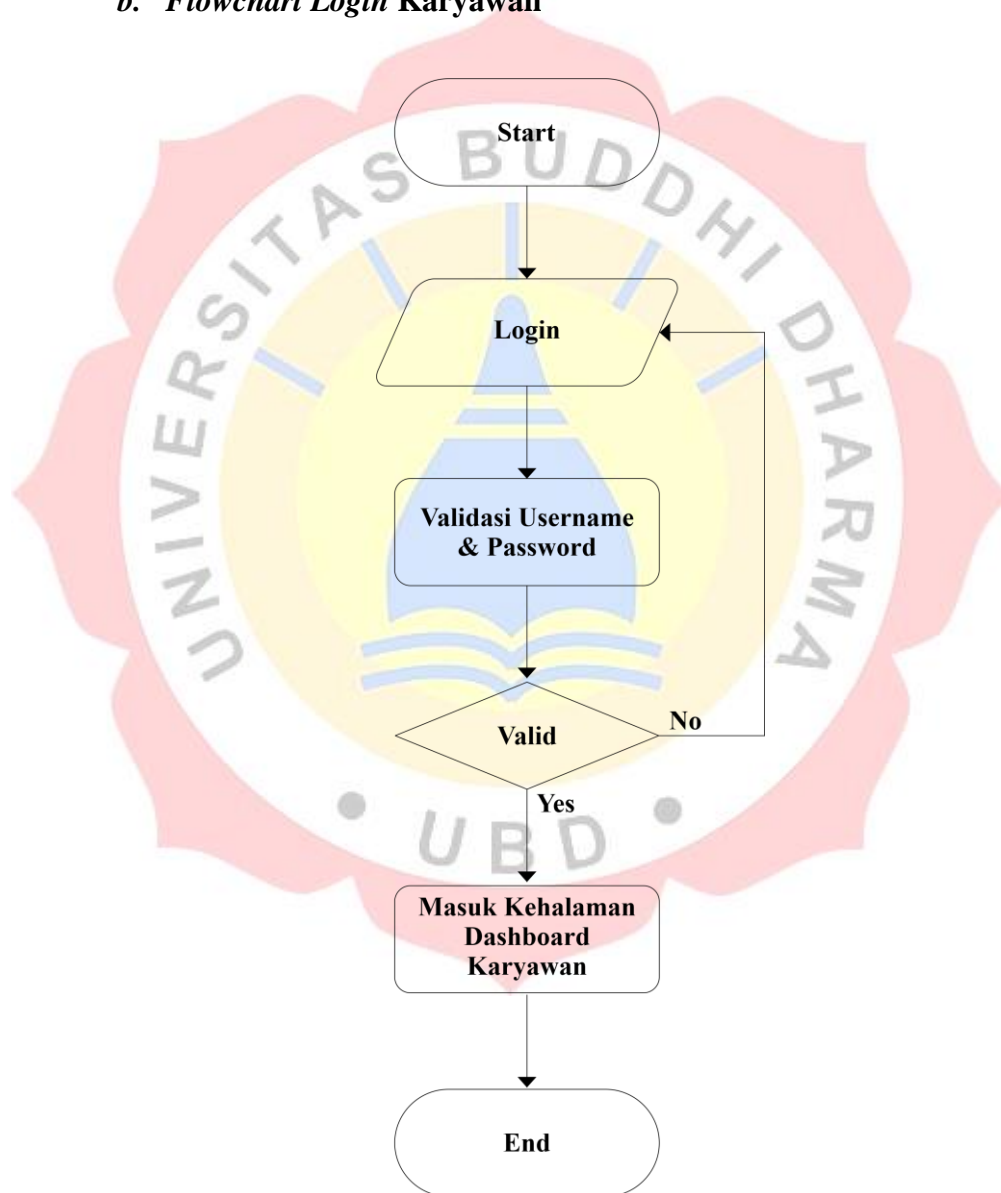 b. Flowchart Login Karyawan
Start
UNIVERSITAS BUDDHI DHARMA
Login
Validasi Username
& Password
Valid
No
Yes
• UBD •
Masuk Kehalaman
Dashboard
Karyawan
End